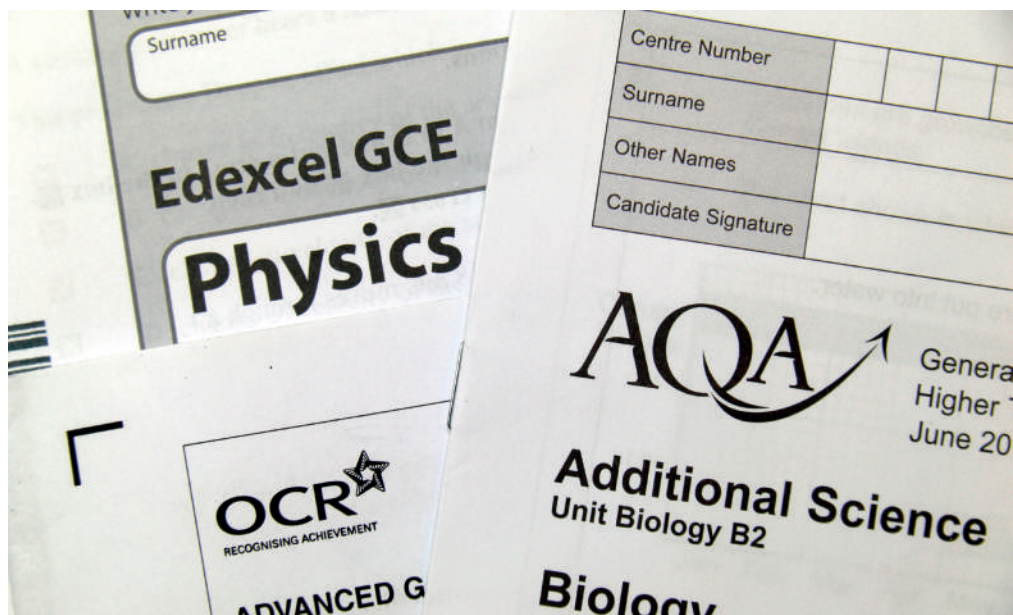 Surname
Edexcel GCE
Physics
OCR
RECOGNISING ACHIEVEMENT
ADVANCED G
Centre Number
Surname
Other Names
Candidate Signature
AQA
Genera
Higher
June 20
Additional Science
Unit Biology B2
Biology